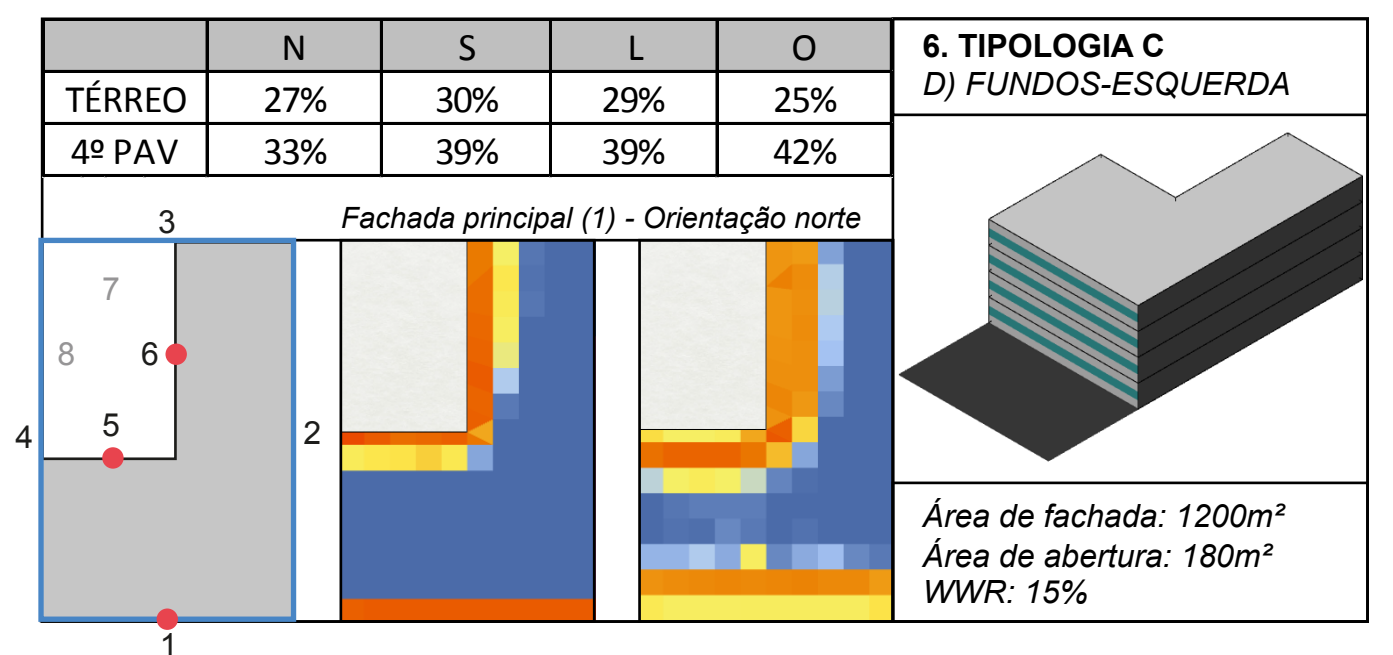 N S L O
TÉRREO 27% 30% 29% 25%
4º PAV 33% 39% 39% 42%
6. TIPOLOGIA C
D) FUNDOS-ESQUERDA
Fachada principal (1) - Orientação norte
3
7
8
6
5
4
2
1
Área de fachada: 1200m²
Área de abertura: 180m²
WWR: 15%